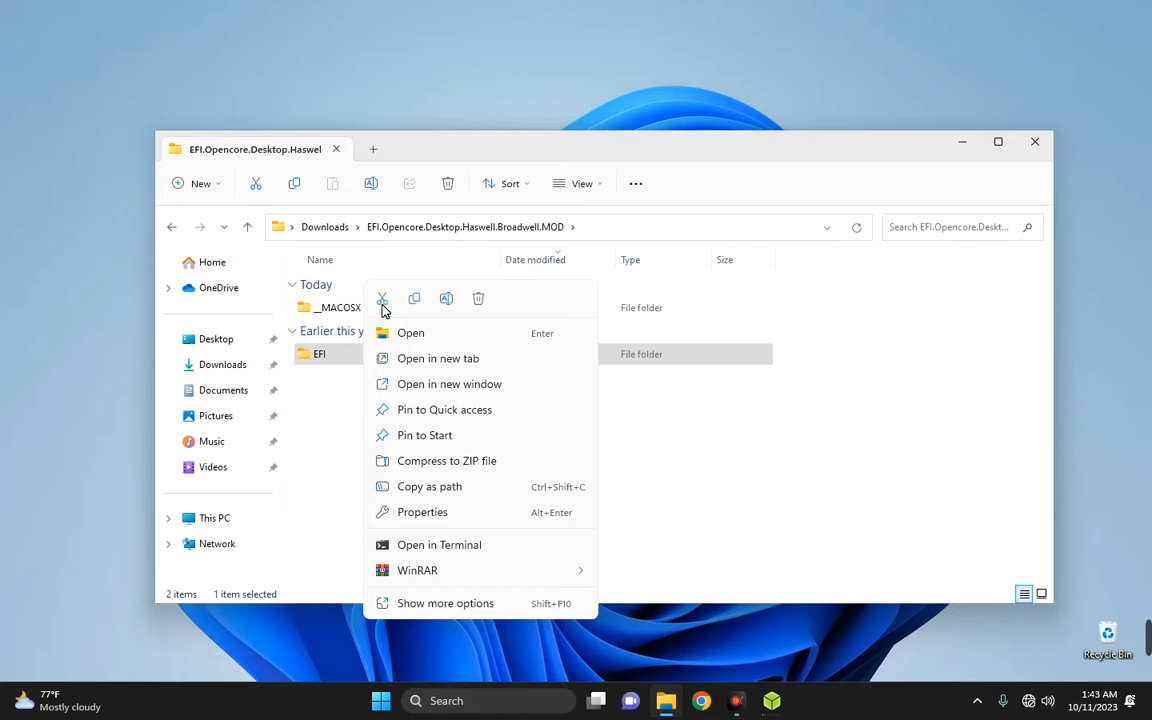 EFI.Opencore.Desktop.Haswell
New
Sort
View
Downloads
EFI.Opencore.Desktop.Haswell.Broadwell.MOD
Search EFI.Opencore.Deskt...
Home
OneDrive
Desktop
Downloads
Documents
Pictures
Music
Videos
This PC
Network
Name
Date modified
Type
Size
Today
__MACOSX
File folder
Earlier this y
EFI
File folder
Open Enter
Open in new tab
Open in new window
Pin to Quick access
Pin to Start
Compress to ZIP file
Copy as path Ctrl+Shift+C
Properties Alt+Enter
Open in Terminal
WinRAR
Show more options Shift+F10
2 items 1 item selected
Recycle Bin
77°F
Mostly cloudy
Search
1:43 AM
10/11/2023